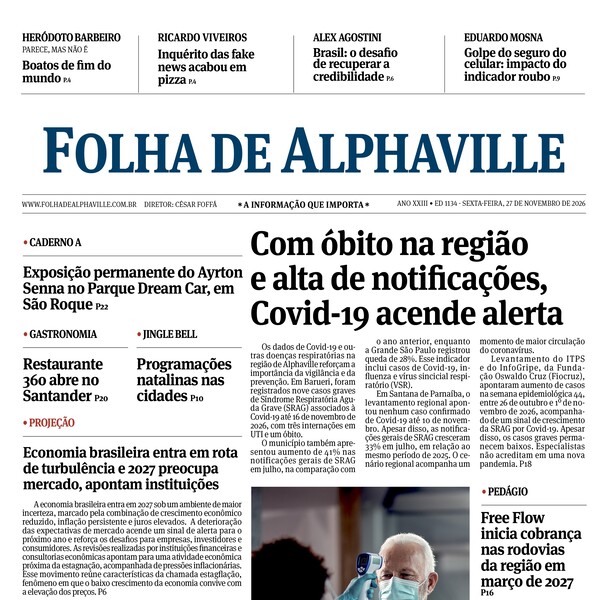 HERÓDOTO BARBEIRO
PARECE, MAS NÃO É
Boatos de fim do
mundo P.4
RICARDO VIVEIROS
Inquérito das fake
news acabou em
pizza P.4
ALEX AGOSTINI
Brasil: o desafio
de recuperar a
credibilidade P.6
EDUARDO MOSNA
Golpe do seguro do
celular: impacto do
indicador roubo P.9
FOLHA DE ALPHAVILLE
WWW.FOLHADEALPHAVILLE.COM.BR DIRETOR: CÉSAR FOFFÁ * A INFORMAÇÃO QUE IMPORTA * ANO XXIII • ED 1134 - SEXTA-FEIRA, 27 DE NOVEMBRO DE 2026
• CADERNO A
Exposição permanente do Ayrton
Senna no Parque Dream Car, em
São Roque P22
• GASTRONOMIA
Restaurante
360 abre no
Santander P20
• JINGLE BELL
Programações
natalinas nas
cidades P10
• PROJEÇÃO
Economia brasileira entra em rota
de turbulência e 2027 preocupa
mercado, apontam instituições
A economia brasileira entra em 2027 sob um ambiente de maior
incerteza, marcado pela combinação de crescimento econômico
reduzido, inflação persistente e juros elevados. A deterioração
das expectativas de mercado acende um sinal de alerta para o
próximo ano e reforça os desafios para empresas, investidores e
consumidores. As revisões realizadas por instituições financeiras e
consultorias econômicas apontam para uma atividade econômica
próxima da estagnação, acompanhada de pressões inflacionárias.
Esse movimento reúne características da chamada estagflação,
fenômeno em que o baixo crescimento da economia convive com
a elevação dos preços. P6
Com óbito na região
e alta de notificações,
Covid-19 acende alerta
Os dados de Covid-19 e ou-
tras doenças respiratórias na
região de Alphaville reforçam a
importância da vigilância e da
prevenção. Em Barueri, foram
registrados nove casos graves
de Síndrome Respiratória Agu-
da Grave (SRAG) associados à
Covid-19 até 16 de novembro de
2026, com três internações em
UTI e um óbito.
O município também apre-
sentou aumento de 41% nas
notificações gerais de SRAG
em julho, na comparação com
o ano anterior, enquanto
a Grande São Paulo registrou
queda de 28%. Esse indicador
inclui casos de Covid-19, in-
fluenza e vírus sincicial respi-
ratório (VSR).
Em Santana de Parnaíba, o
levantamento regional apon-
tou nenhum caso confirmado
de Covid-19 até 10 de novem-
bro. Apesar disso, as notifica-
ções gerais de SRAG cresceram
33% em julho, em relação ao
mesmo período de 2025. O ce-
nário regional acompanha um
momento de maior circulação
do coronavírus.
Levantamento do ITPS
e do InfoGripe, da Funda-
ção Oswaldo Cruz (Fiocruz),
apontaram aumento de casos
na semana epidemiológica 44,
entre 26 de outubro e 1º de no-
vembro de 2026, acompanha-
do de um sinal de crescimento
da SRAG por Covid-19. Apesar
disso, os casos graves perma-
necem baixos. Especialistas
não acreditam em uma nova
pandemia. P18
• PEDÁGIO
Free Flow
inicia cobrança
nas rodovias
da região em
março de 2027
P16